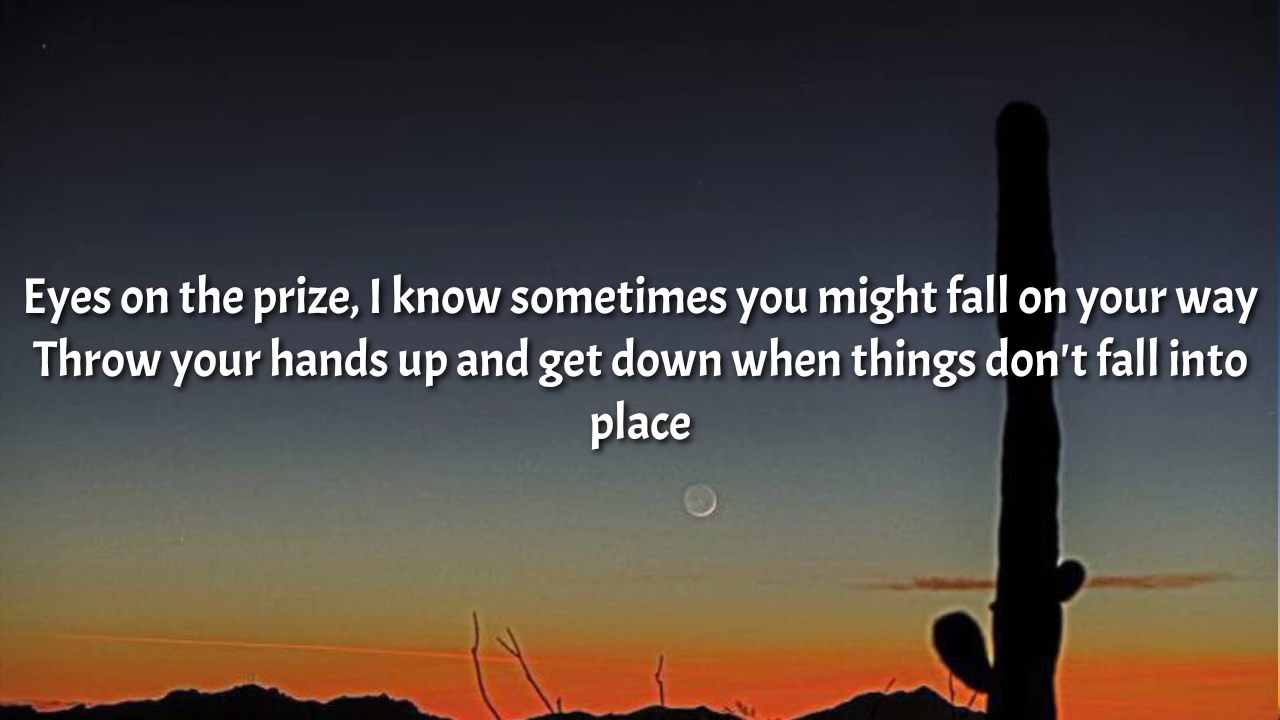 Eyes on the prize, I know sometimes you might fall on your way
Throw your hands up and get down when things don't fall into
place